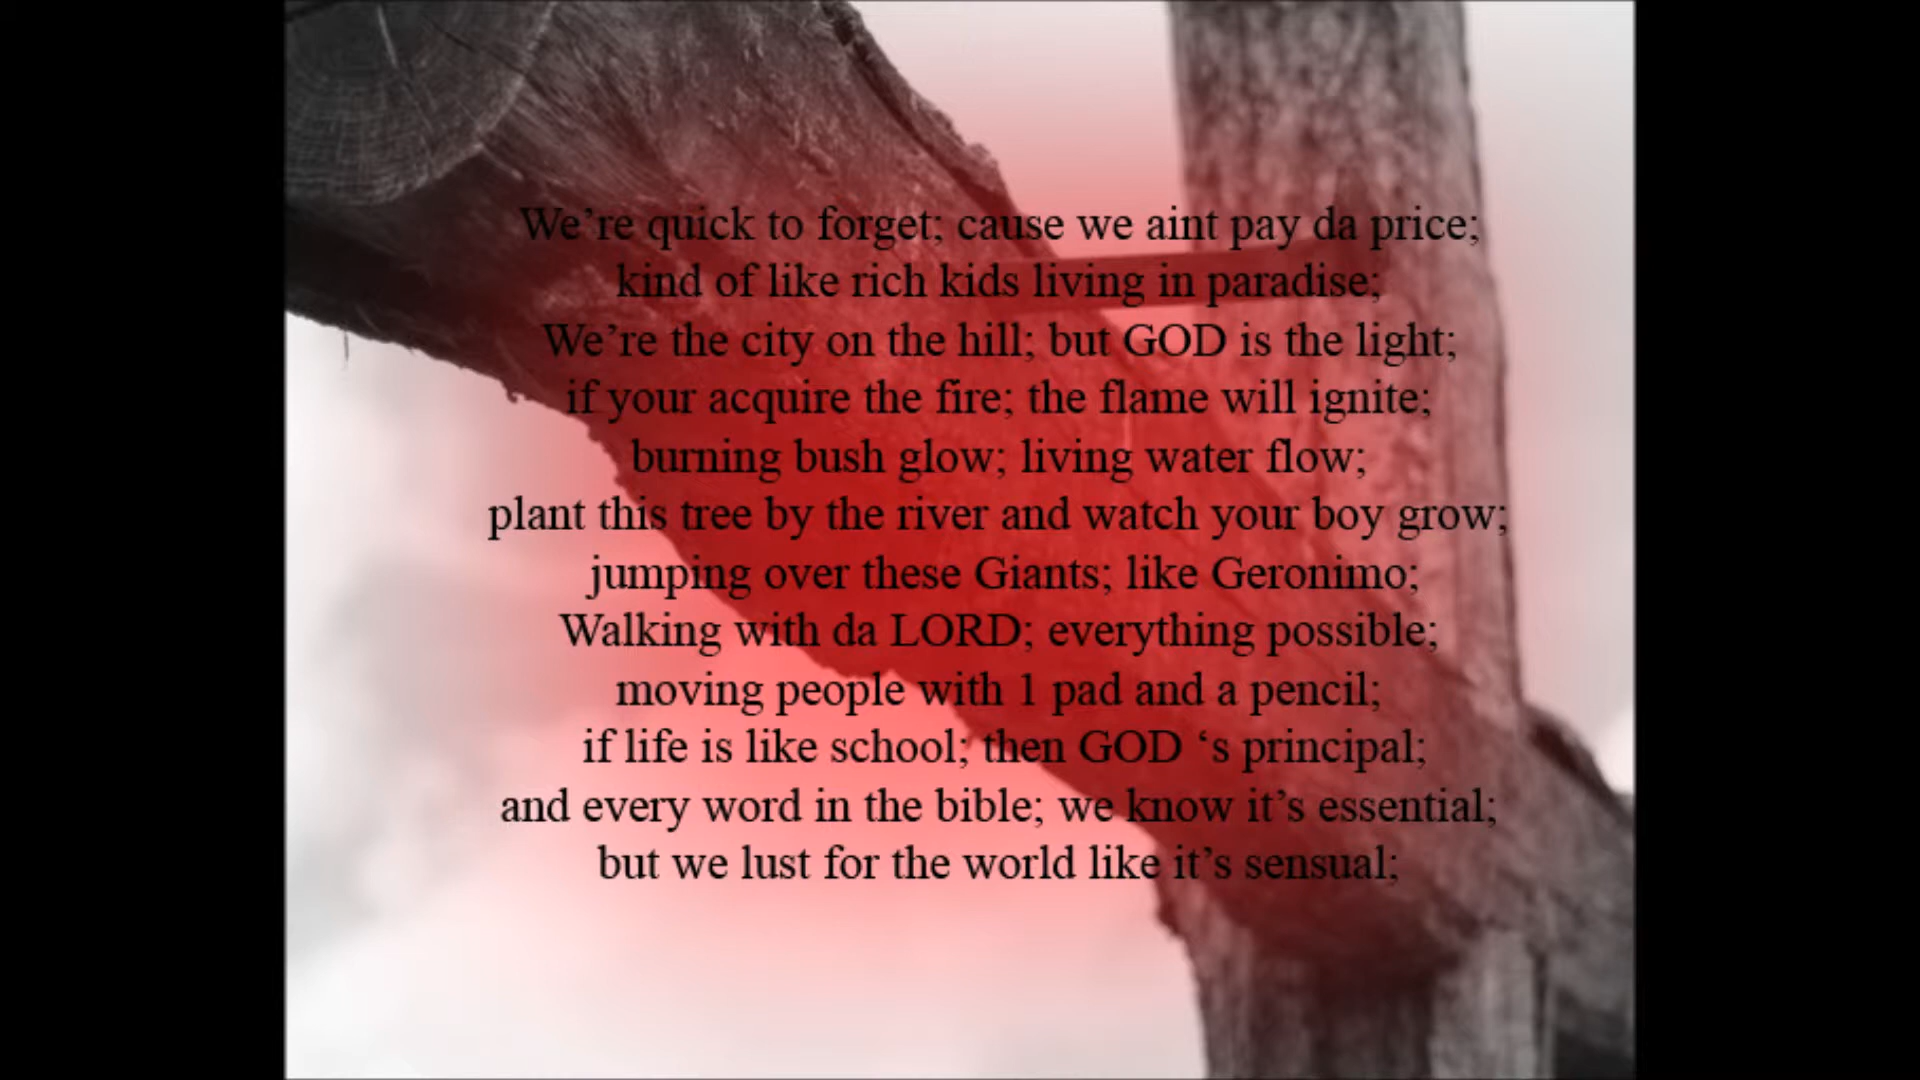 We’re quick to forget; cause we aint pay da price;
kind of like rich kids living in paradise;
We’re the city on the hill; but GOD is the light;
if your acquire the fire; the flame will ignite;
burning bush glow; living water flow;
plant this tree by the river and watch your boy grow;
jumping over these Giants; like Geronimo;
Walking with da LORD; everything possible;
moving people with 1 pad and a pencil;
if life is like school; then GOD ‘s principal;
and every word in the bible; we know it’s essential;
but we lust for the world like it’s sensual;